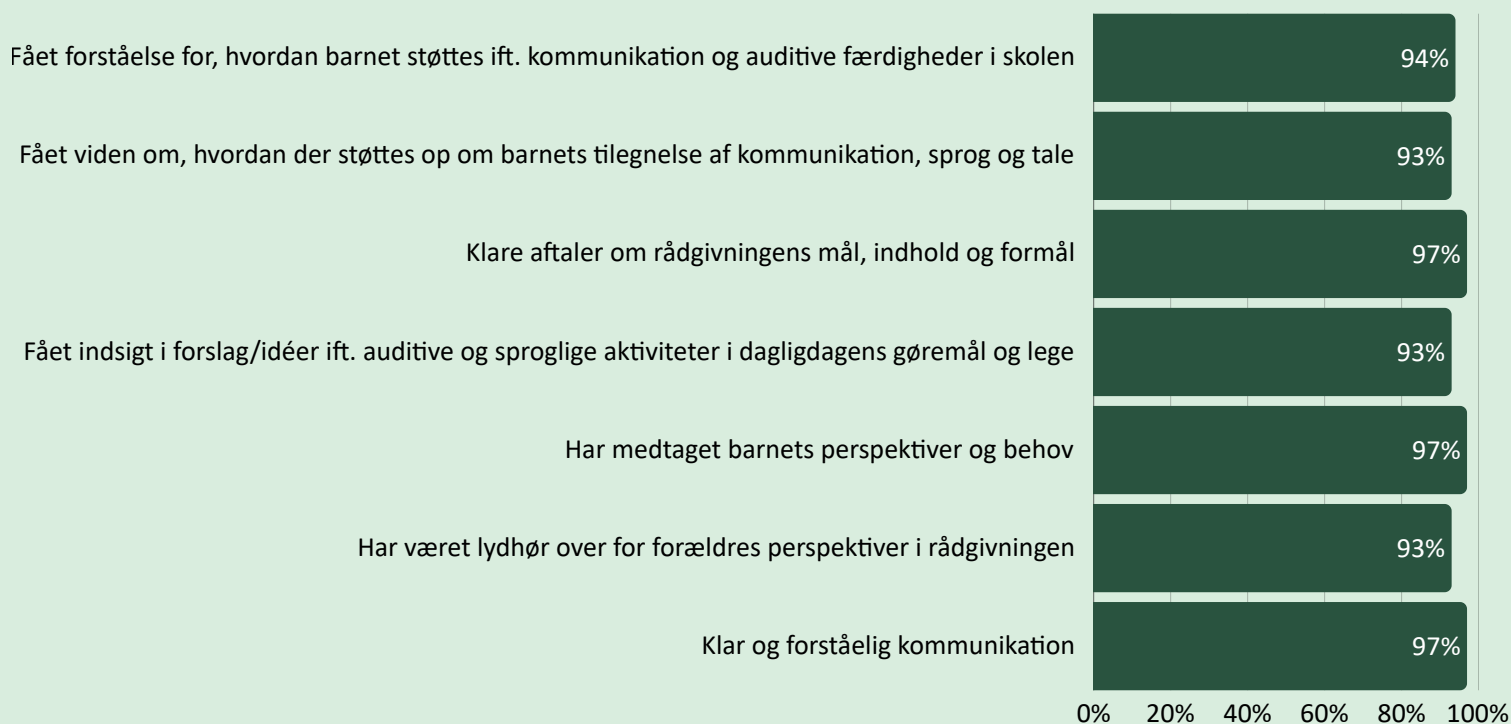 Fået forståelse for, hvordan barnet støttes ift. kommunikation og auditive færdigheder i skolen
94%
Fået viden om, hvordan der støttes op om barnets tilegnelse af kommunikation, sprog og tale
93%
Klare aftaler om rådgivningens mål, indhold og formål
97%
Fået indsigt i forslag/idéer ift. auditive og sproglige aktiviteter i dagligdagens gøremål og lege
93%
Har medtaget barnets perspektiver og behov
97%
Har været lydhør over for forældres perspektiver i rådgivningen
93%
Klar og forståelig kommunikation
97%
0% 20% 40% 60% 80% 100%